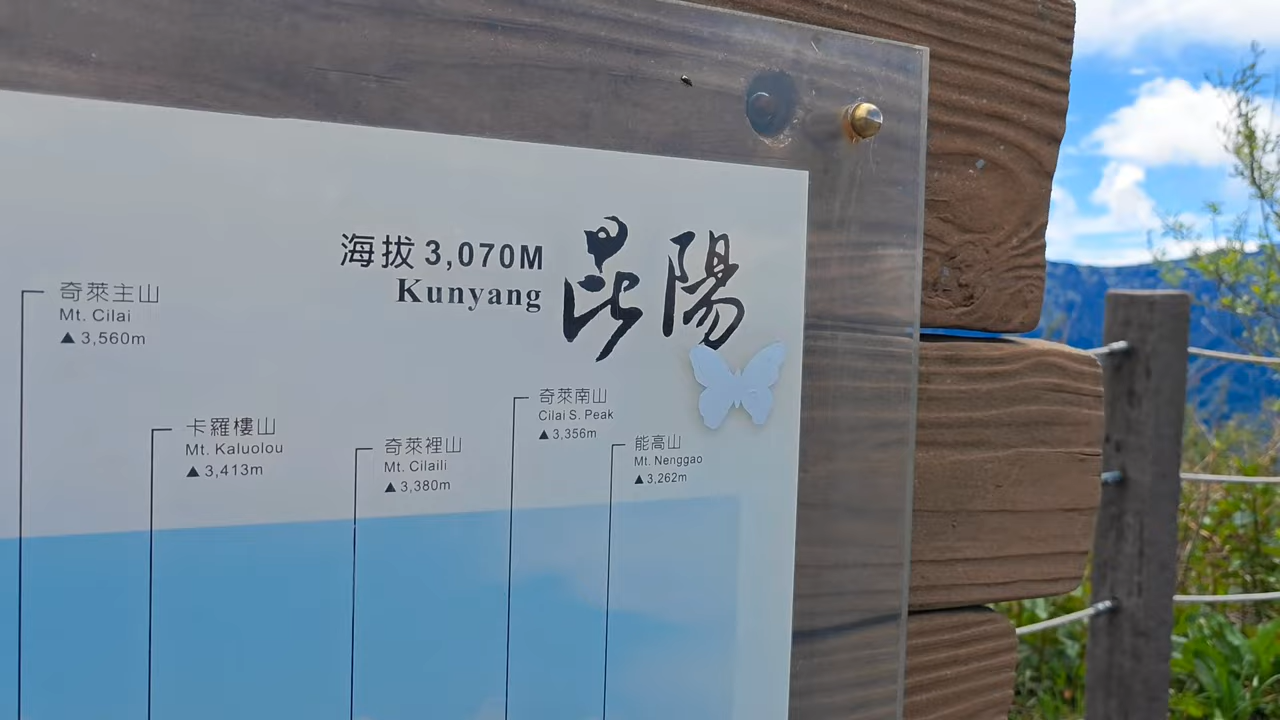 海拔 3,070M
Kunyang
昆陽
奇萊主山
Mt. Cilai
▲3,560m
卡羅樓山
Mt. Kaluolou
▲3,413m
奇萊裡山
Mt. Cilaili
▲3,380m
奇萊南山
Cilai S. Peak
▲3,356m
能高山
Mt. Nenggao
▲3,262m